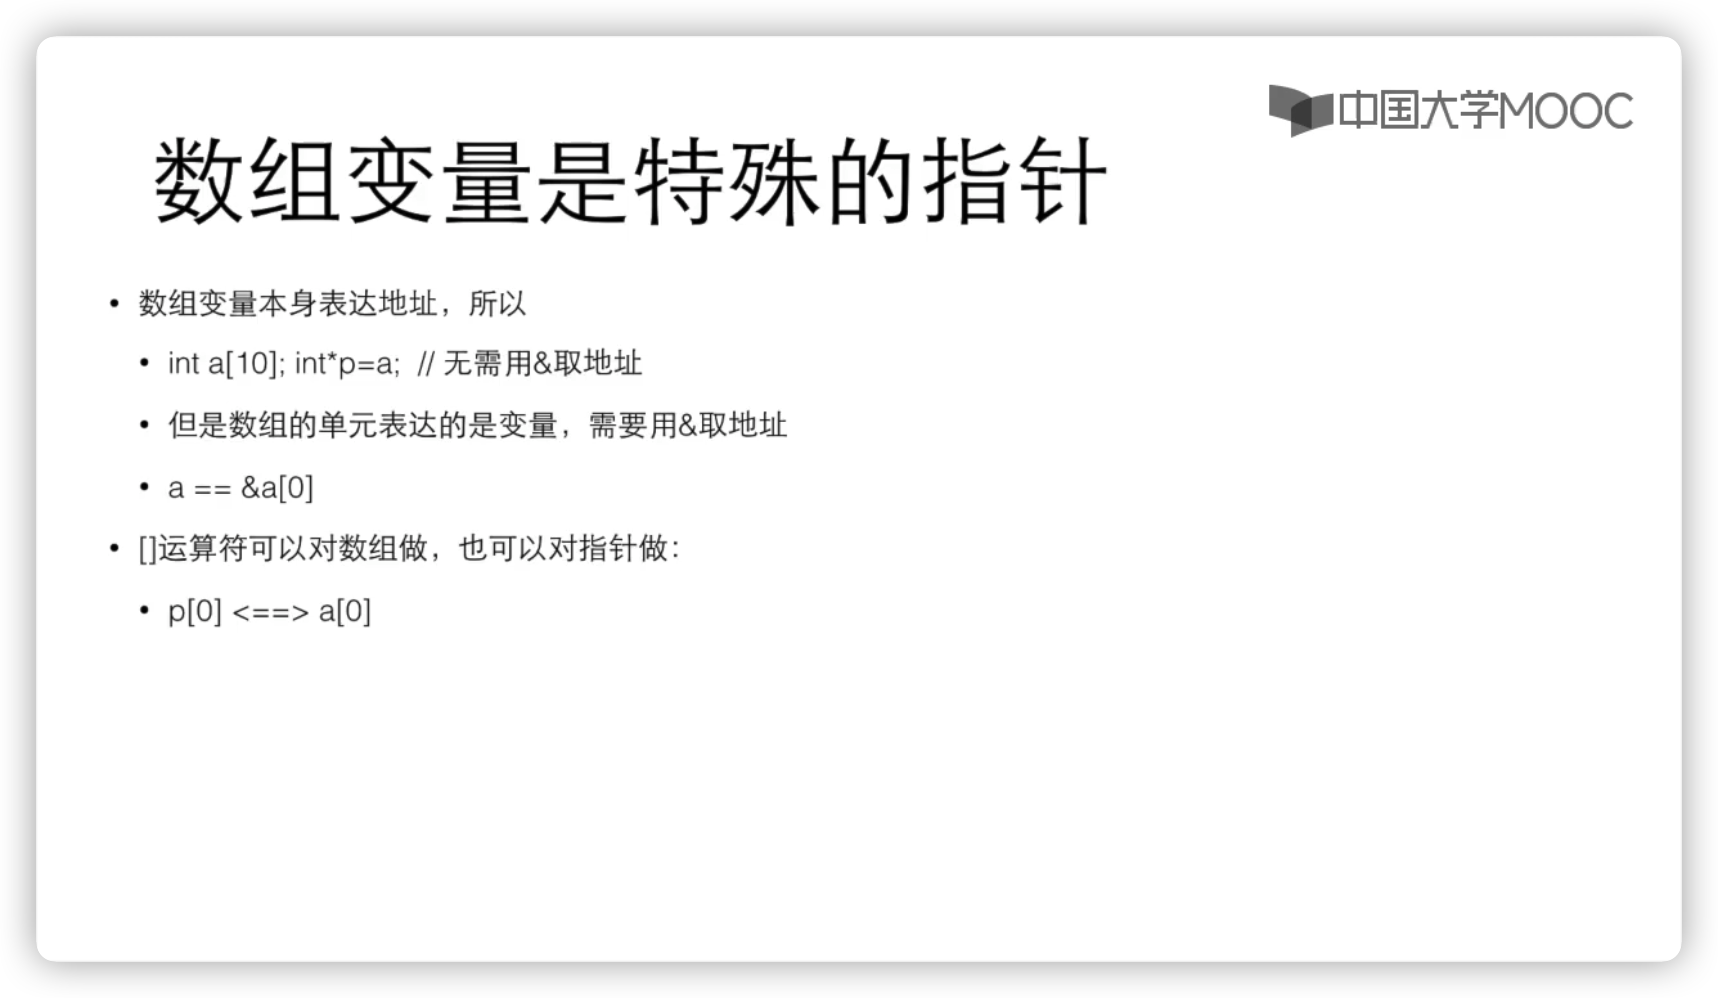 中国大学MOOC
数组变量是特殊的指针
• 数组变量本身表达地址，所以
• int a[10]; int*p=a; // 无需用&取地址
• 但是数组的单元表达的是变量，需要用&取地址
• a == &a[0]
• []运算符可以对数组做，也可以对指针做：
• p[0] <==> a[0]